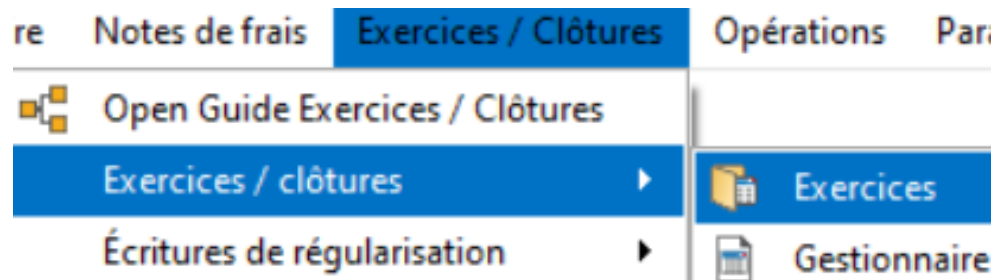 re Notes de frais Exercices / Clôtures Opérations Para
Open Guide Exercices / Clôtures
Exercices / clôtures Exercices
Écritures de régularisation Gestionnaire